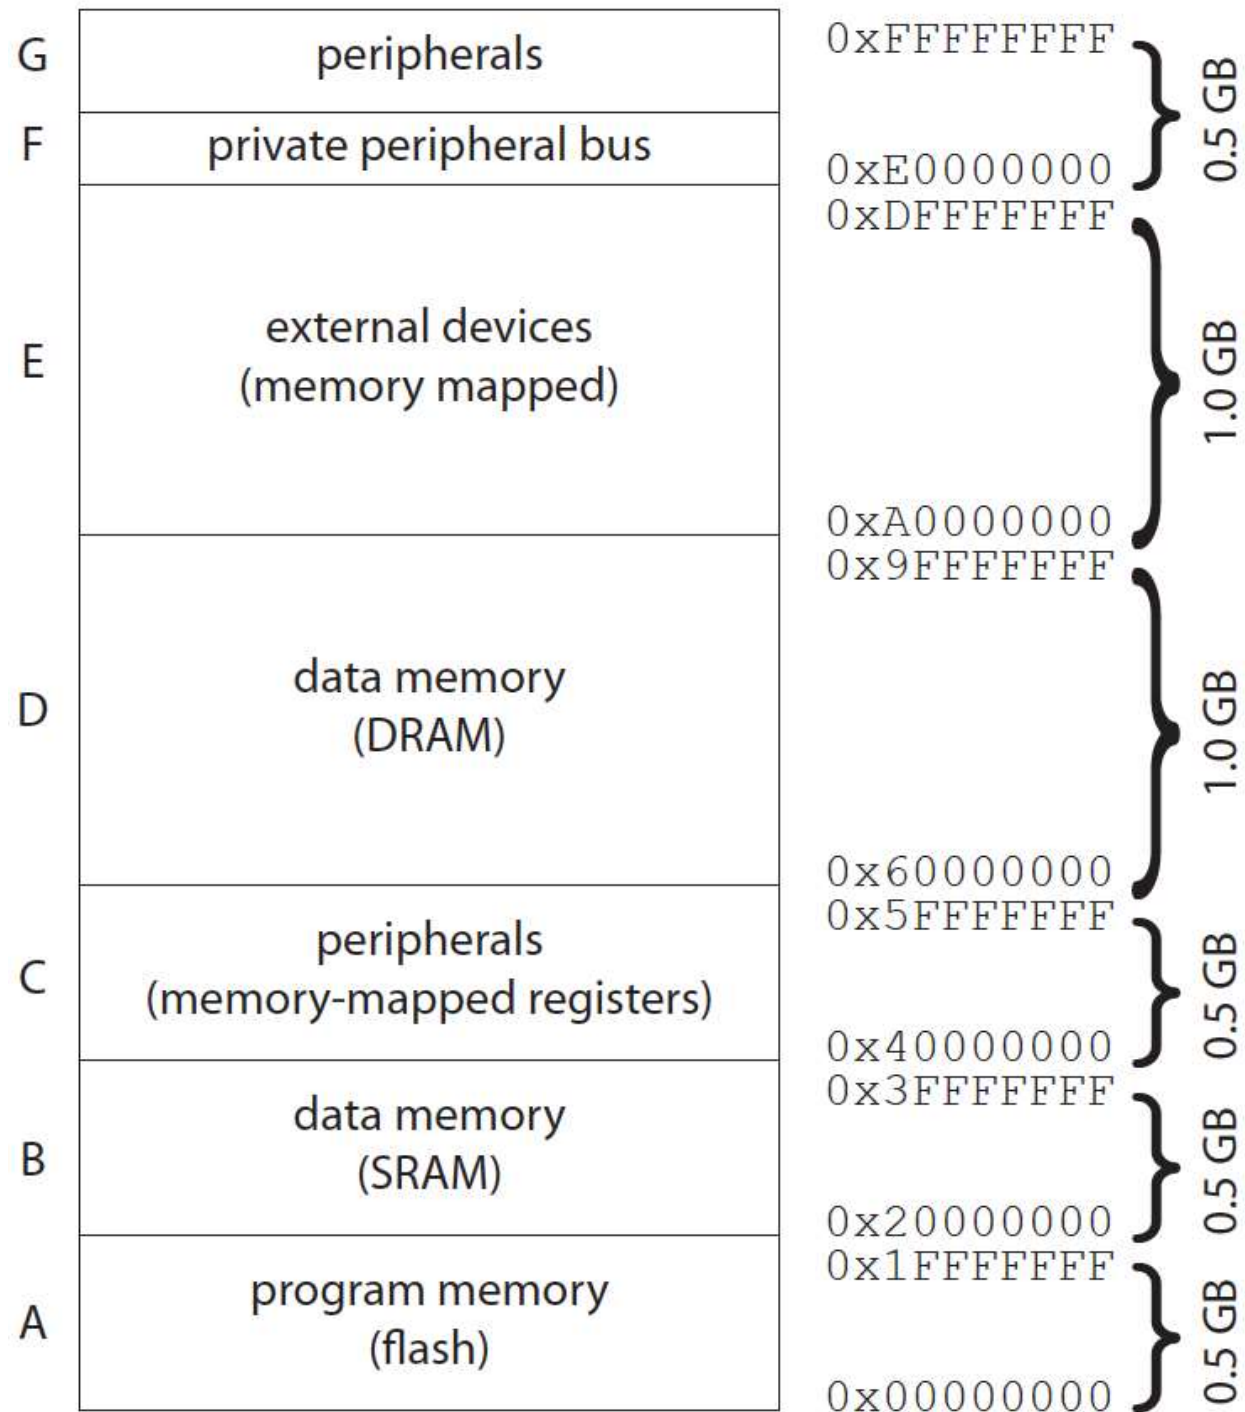 G
peripherals
0xFFFFFFFF
0.5 GB
F
private peripheral bus
0xE0000000
0xDFFFFFFF
E
external devices
(memory mapped)
1.0 GB
0xA0000000
0x9FFFFFFF
D
data memory
(DRAM)
1.0 GB
0x60000000
0x5FFFFFFF
C
peripherals
(memory-mapped registers)
0.5 GB
0x40000000
0x3FFFFFFF
B
data memory
(SRAM)
0.5 GB
0x20000000
0x1FFFFFFF
A
program memory
(flash)
0.5 GB
0x00000000